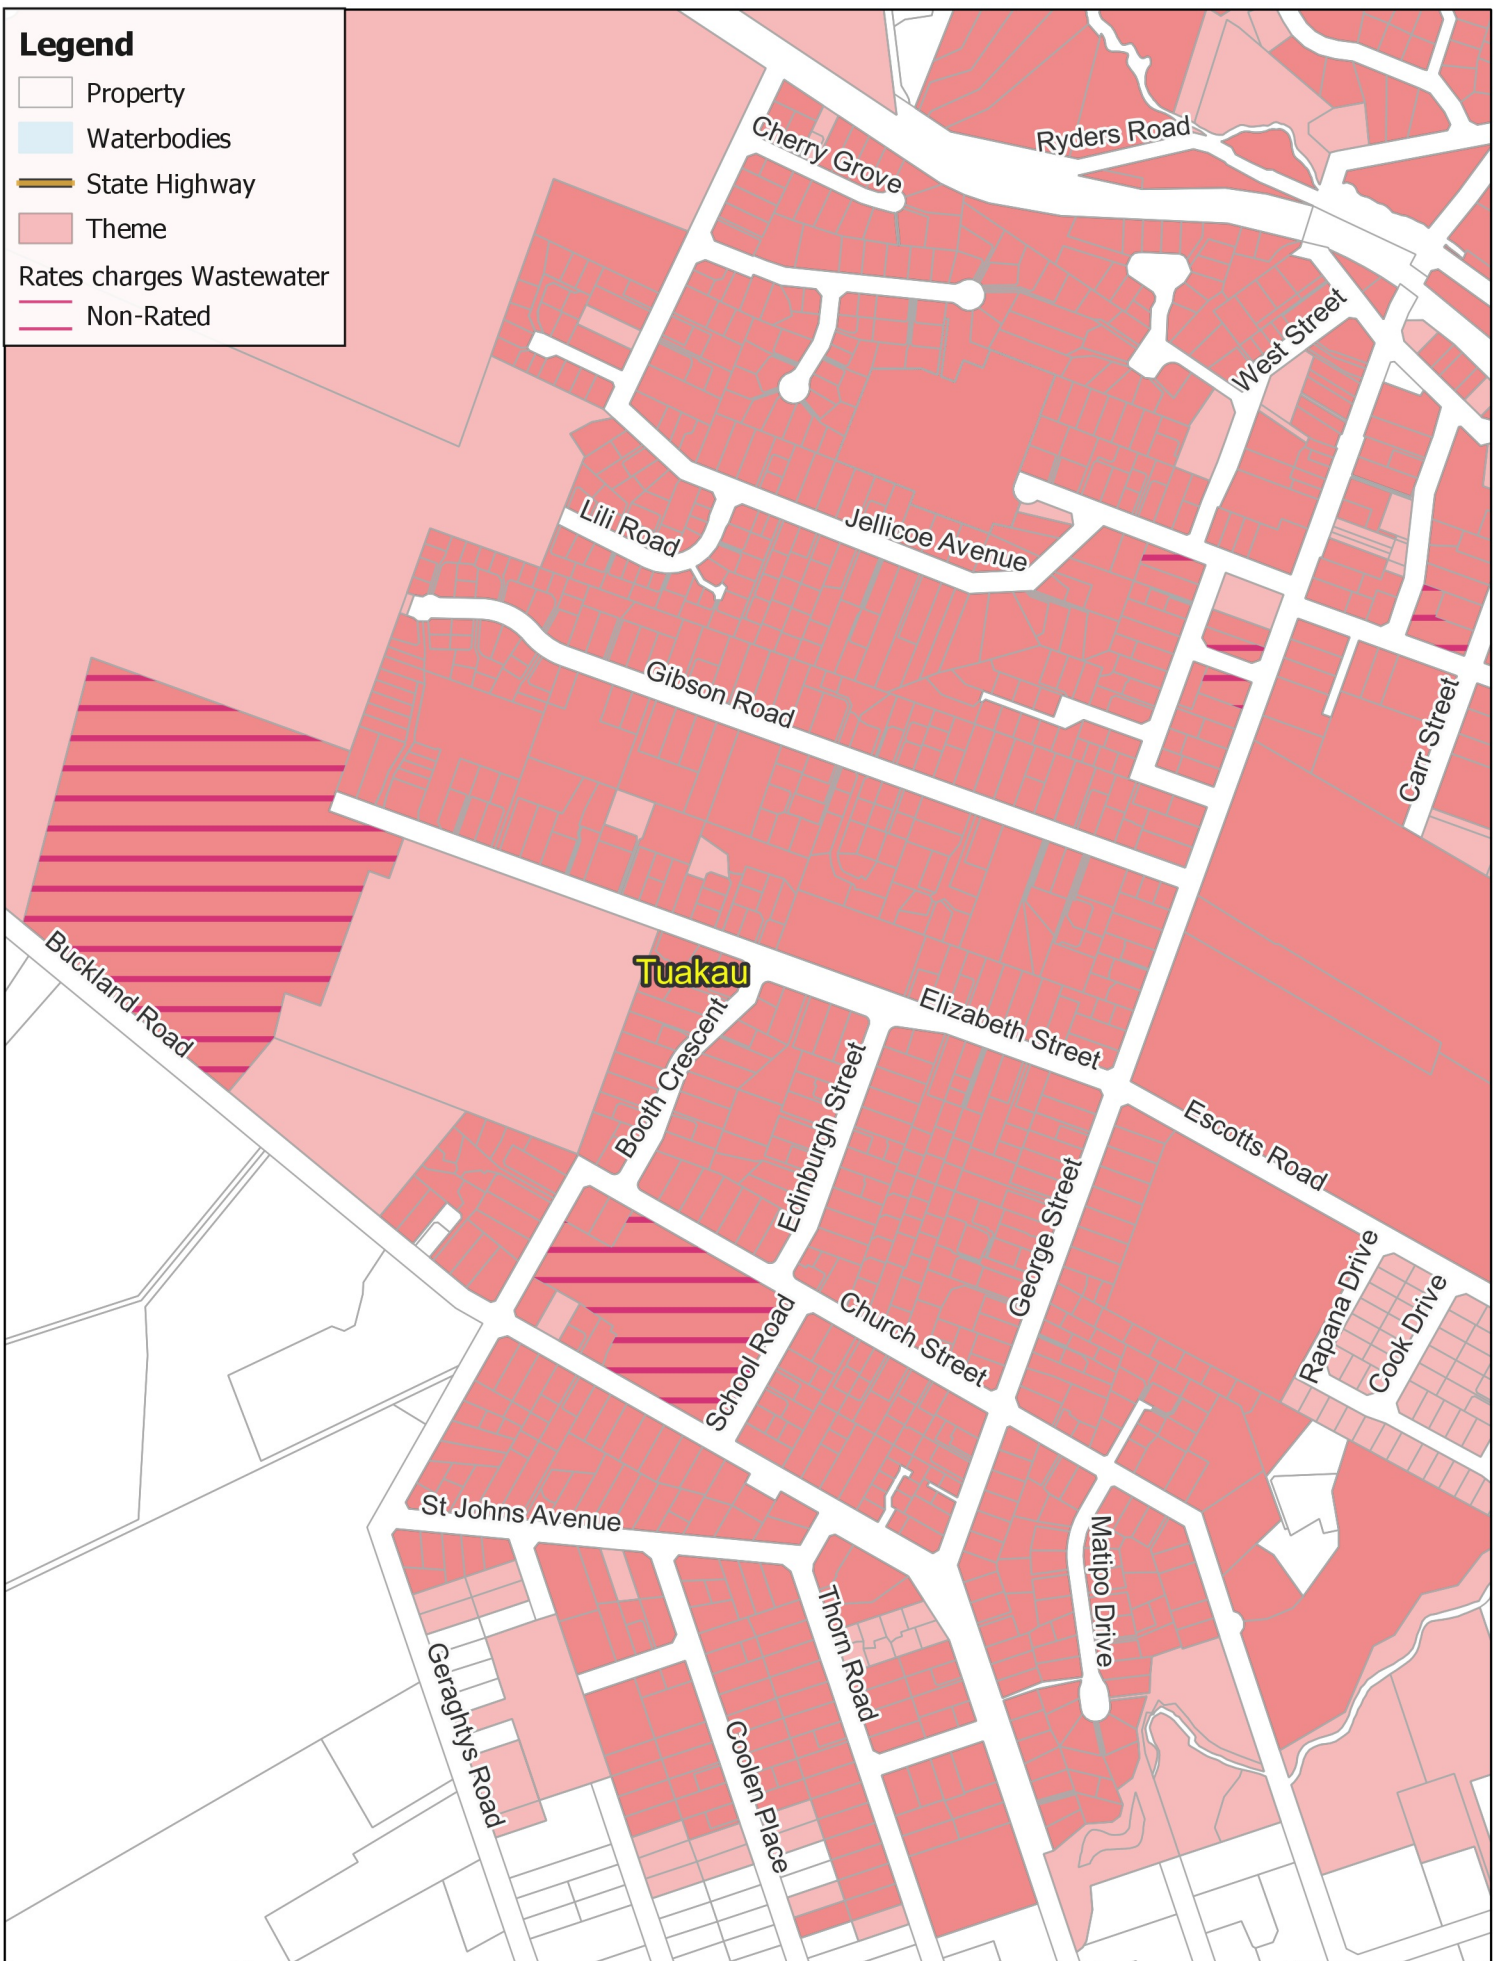 Legend
Property
Waterbodies
State Highway
Theme
Rates charges Wastewater
Non-Rated
Cherry Grove
Ryders Road
West Street
Lili Road
Jellicoe Avenue
Gibson Road
Carr Street
Buckland Road
Tuakau
Elizabeth Street
Booth Crescent
Edinburgh Street
Escotts Road
George Street
Rapana Drive
Cook Drive
School Road
Church Street
St Johns Avenue
Matipo Drive
Thorn Road
Geraghtys Road
Coolen Place